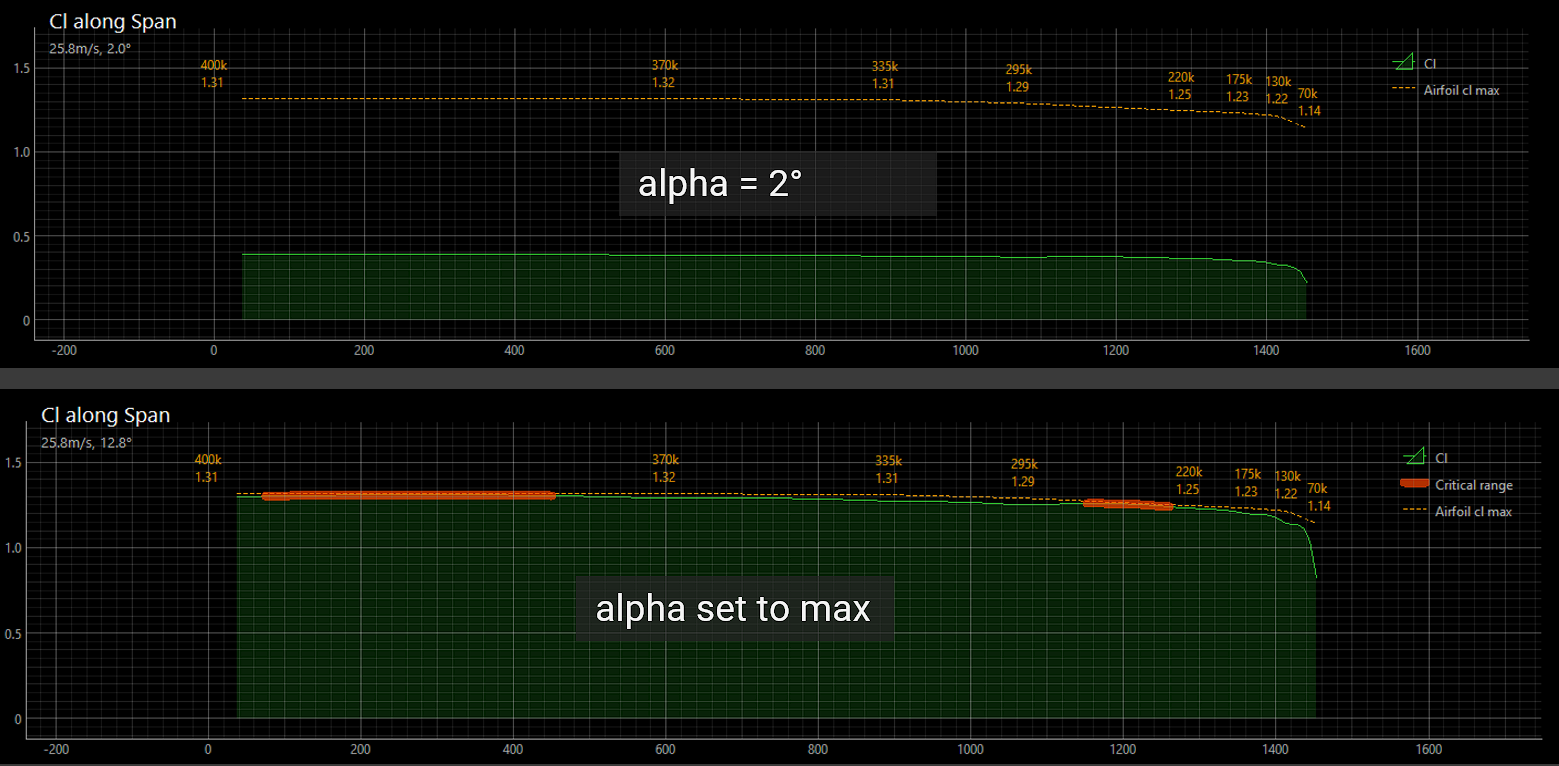 Cl along Span
25.8m/s, 2.0°
400k
1.31
370k
1.32
335k
1.31
295k
1.29
220k
1.25
175k
1.23
130k
1.22
70k
1.14
Cl
Airfoil cl max
1.5
1.0
0.5
0
alpha = 2°
-200 0 200 400 600 800 1000 1200 1400 1600
Cl along Span
25.8m/s, 12.8°
400k
1.31
370k
1.32
335k
1.31
295k
1.29
220k
1.25
175k
1.23
130k
1.22
70k
1.14
Cl
Critical range
Airfoil cl max
1.5
1.0
0.5
0
alpha set to max
-200 0 200 400 600 800 1000 1200 1400 1600